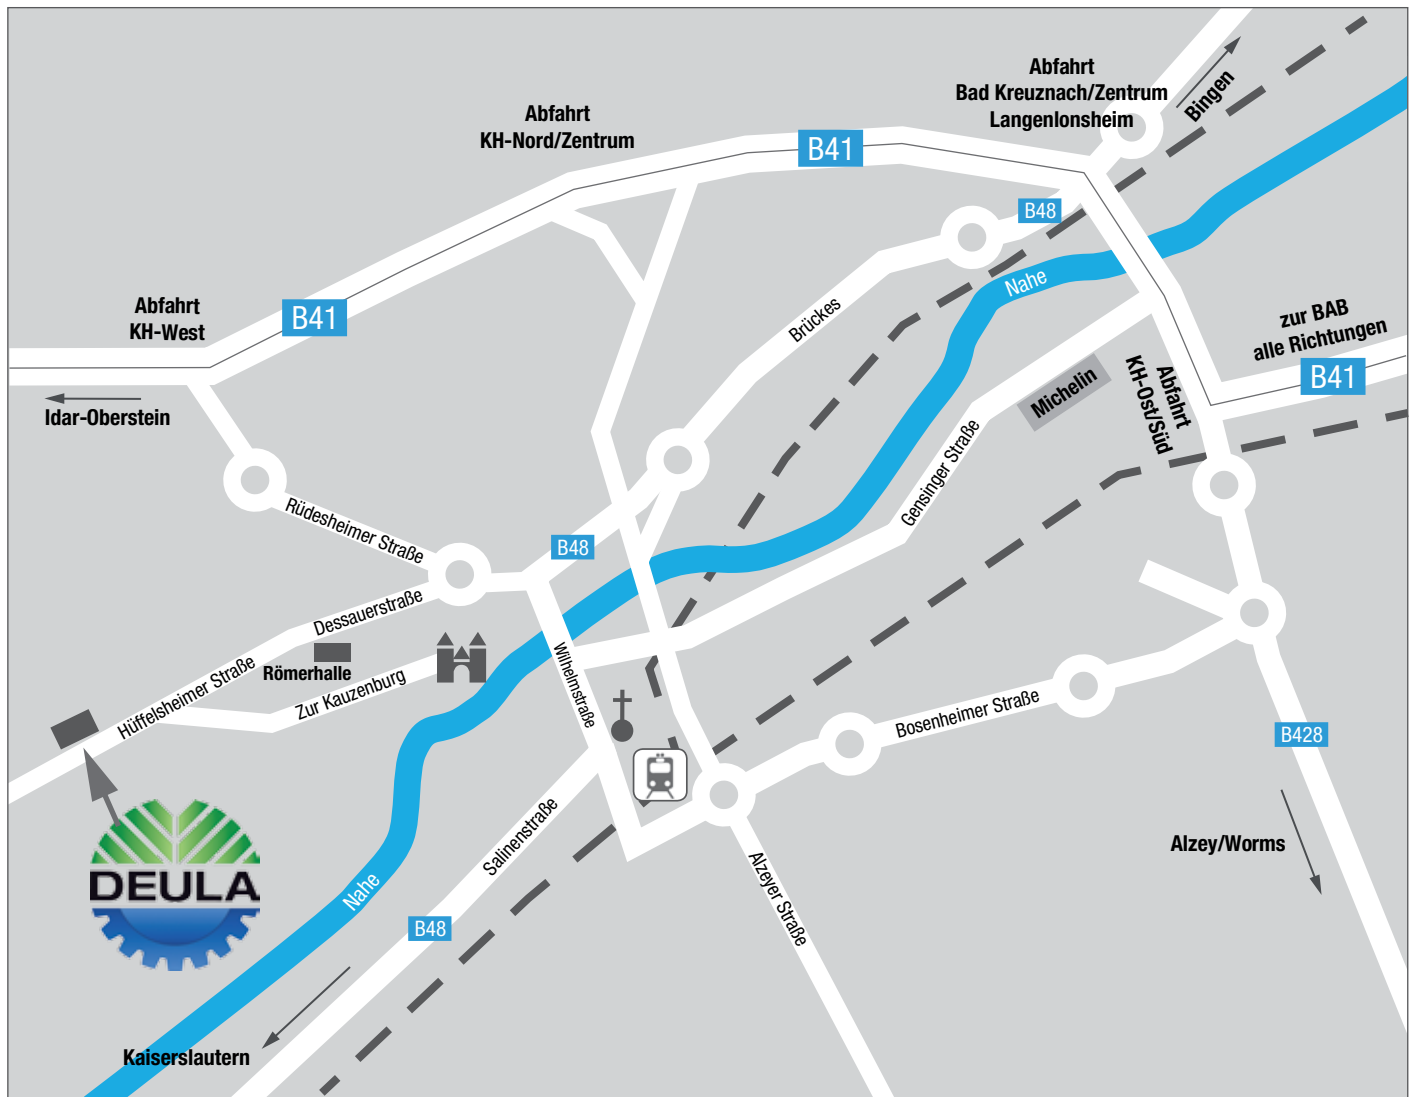 Abfahrt
Bad Kreuznach/Zentrum
Langenlonsheim
Bingen
Abfahrt
KH-Nord/Zentrum
B41
B48
Nahe
Abfahrt
KH-West
B41
Brückes
zur BAB
alle Richtungen
B41
Abfahrt
KH-Ost/Süd
Michelin
Idar-Oberstein
Gensinger Straße
Rüdesheimer Straße
B48
Dessauerstraße
Römerhalle
Hüffelsheimer Straße
Zur Kauzenburg
Wilhelmstraße
Bosenheimer Straße
B428
Salinenstraße
Alzey/Worms
DEULA
Nahe
Alzeyer Straße
B48
Kaiserslautern